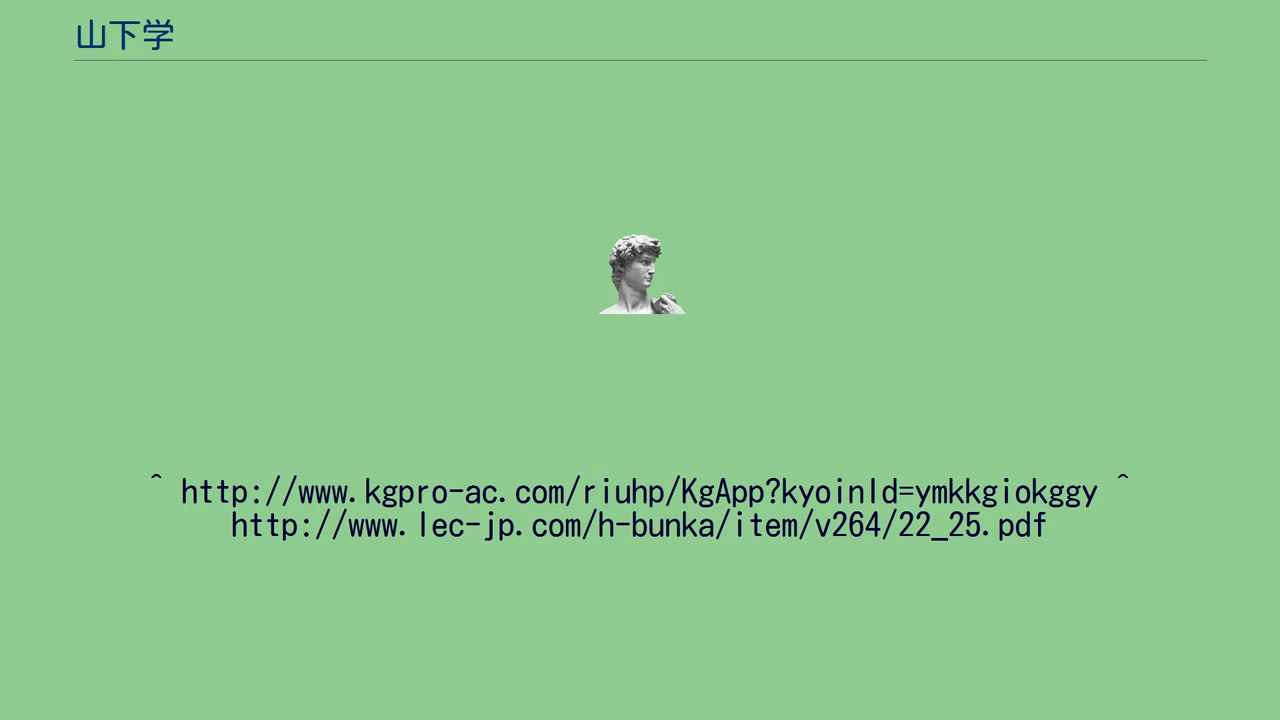 山下学
^ http://www.kgpro-ac.com/riuhp/KgApp?kyoinId=ymkkgiokggy ^
http://www.lec-jp.com/h-bunka/item/v264/22_25.pdf